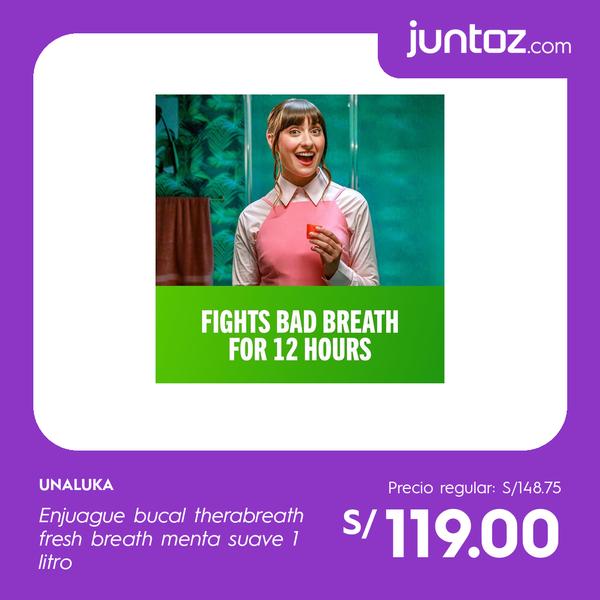 juntoz.com
FIGHTS BAD BREATH
FOR 12 HOURS
UNALUKA
Enjuague bucal therabreath
fresh breath menta suave 1
litro
Precio regular: S/148.75
S/119.00